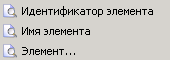 Идентификатор элемента
Имя элемента
Элемент...